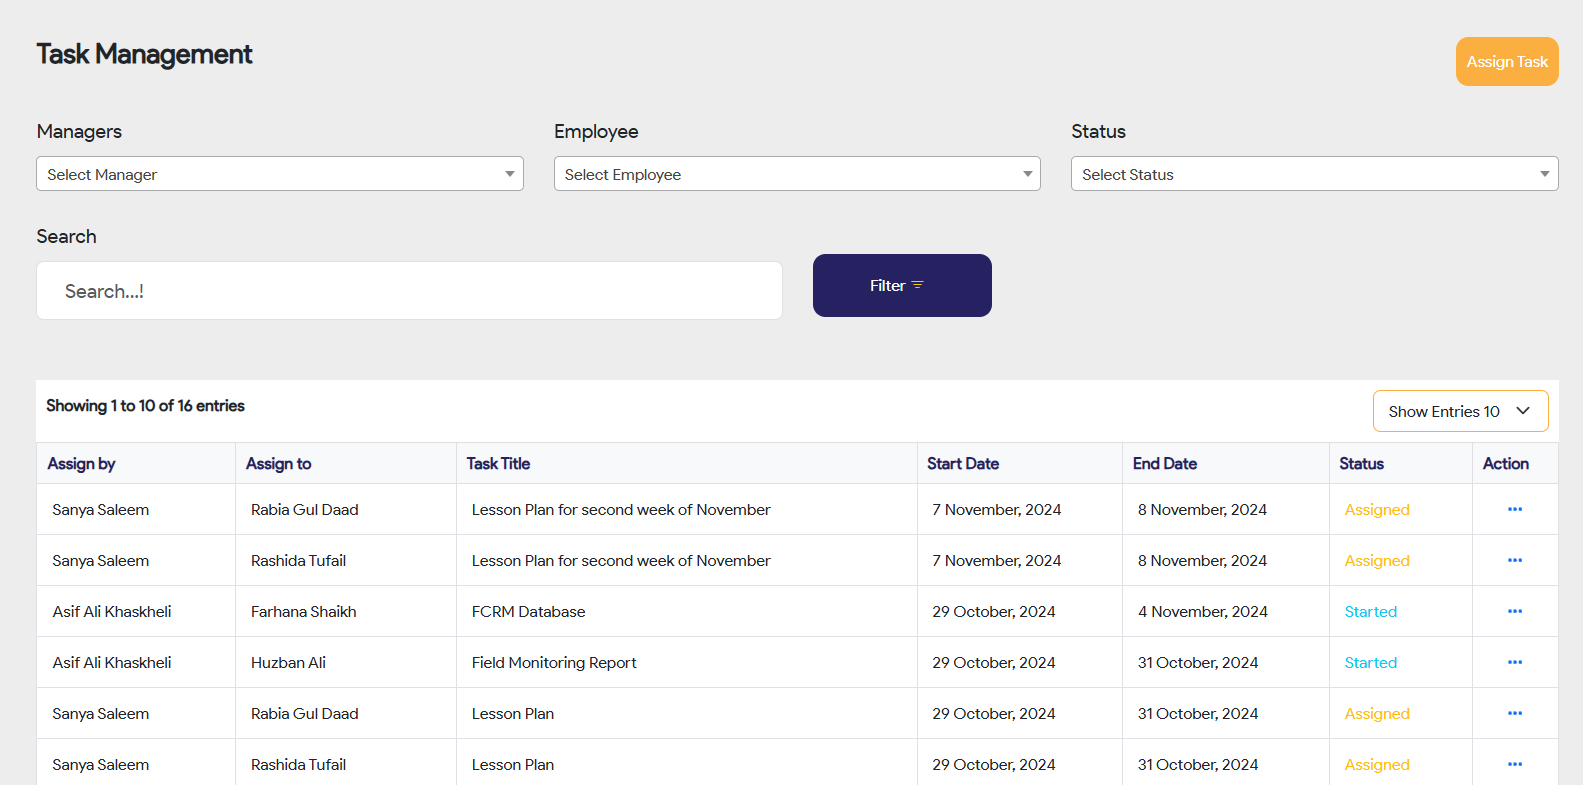 Task Management
Assign Task
Managers
Employee
Status
Select Manager
Select Employee
Select Status
Search
Search...!
Filter
Showing 1 to 10 of 16 entries
Show Entries 10
Assign by Assign to Task Title Start Date End Date Status Action
Sanya Saleem Rabia Gul Daad Lesson Plan for second week of November 7 November, 2024 8 November, 2024 Assigned
Sanya Saleem Rashida Tufail Lesson Plan for second week of November 7 November, 2024 8 November, 2024 Assigned
Asif Ali Khaskheli Farhana Shaikh FCRM Database 29 October, 2024 4 November, 2024 Started
Asif Ali Khaskheli Huzban Ali Field Monitoring Report 29 October, 2024 31 October, 2024 Started
Sanya Saleem Rabia Gul Daad Lesson Plan 29 October, 2024 31 October, 2024 Assigned
Sanya Saleem Rashida Tufail Lesson Plan 29 October, 2024 31 October, 2024 Assigned